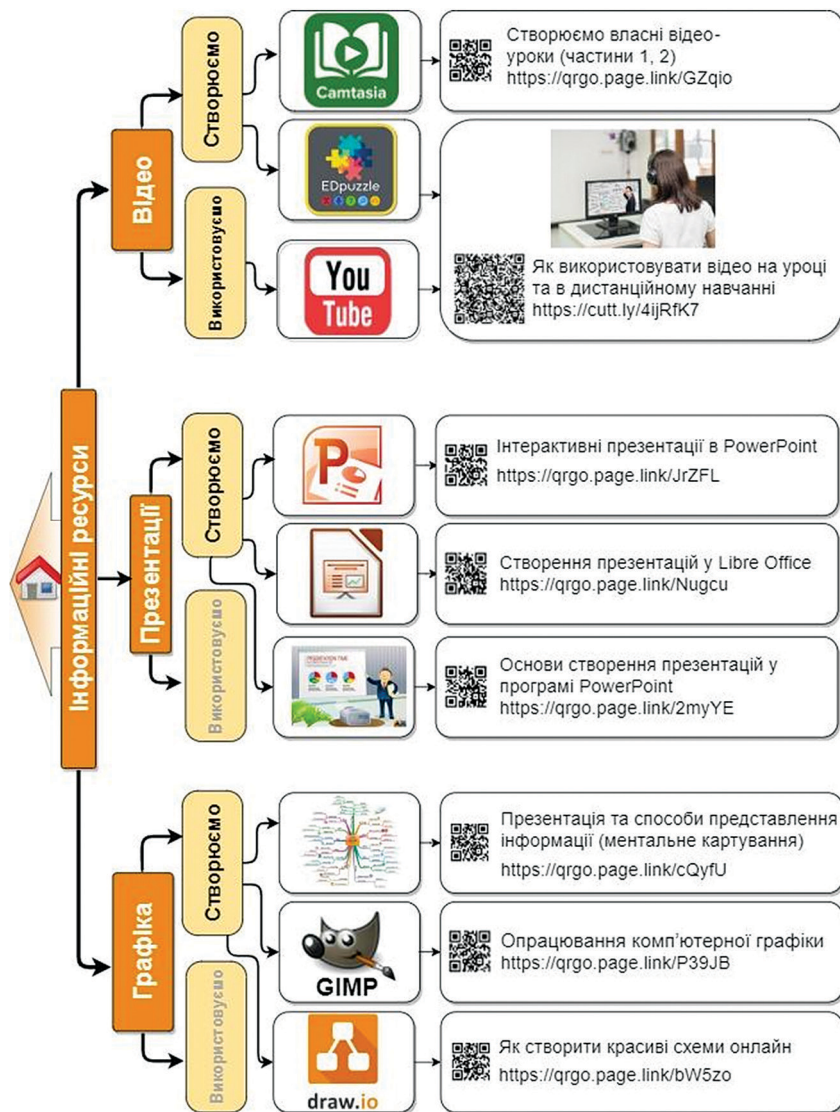 Інформаційні ресурси
Відео
Створюємо
Camtasia
Створюємо власні відео-
уроки (частини 1, 2)
https://qrgo.page.link/GZqio
EDpuzzle
Використовуємо
You
Tube
Як використовувати відео на уроці
та в дистанційному навчанні
https://cutt.ly/4ijRfK7
Презентації
Створюємо
P
Інтерактивні презентації в PowerPoint
https://qrgo.page.link/JrZFL
Створення презентацій у Libre Office
https://qrgo.page.link/Nugcu
Використовуємо
PRESENTATION TIME
Основи створення презентацій у
програмі PowerPoint
https://qrgo.page.link/2myYE
Графіка
Створюємо
Презентація та способи представлення
інформації (ментальне картування)
https://qrgo.page.link/cQyfU
GIMP
Опрацювання комп’ютерної графіки
https://qrgo.page.link/P39JB
Використовуємо
draw.io
Як створити красиві схеми онлайн
https://qrgo.page.link/bW5zo